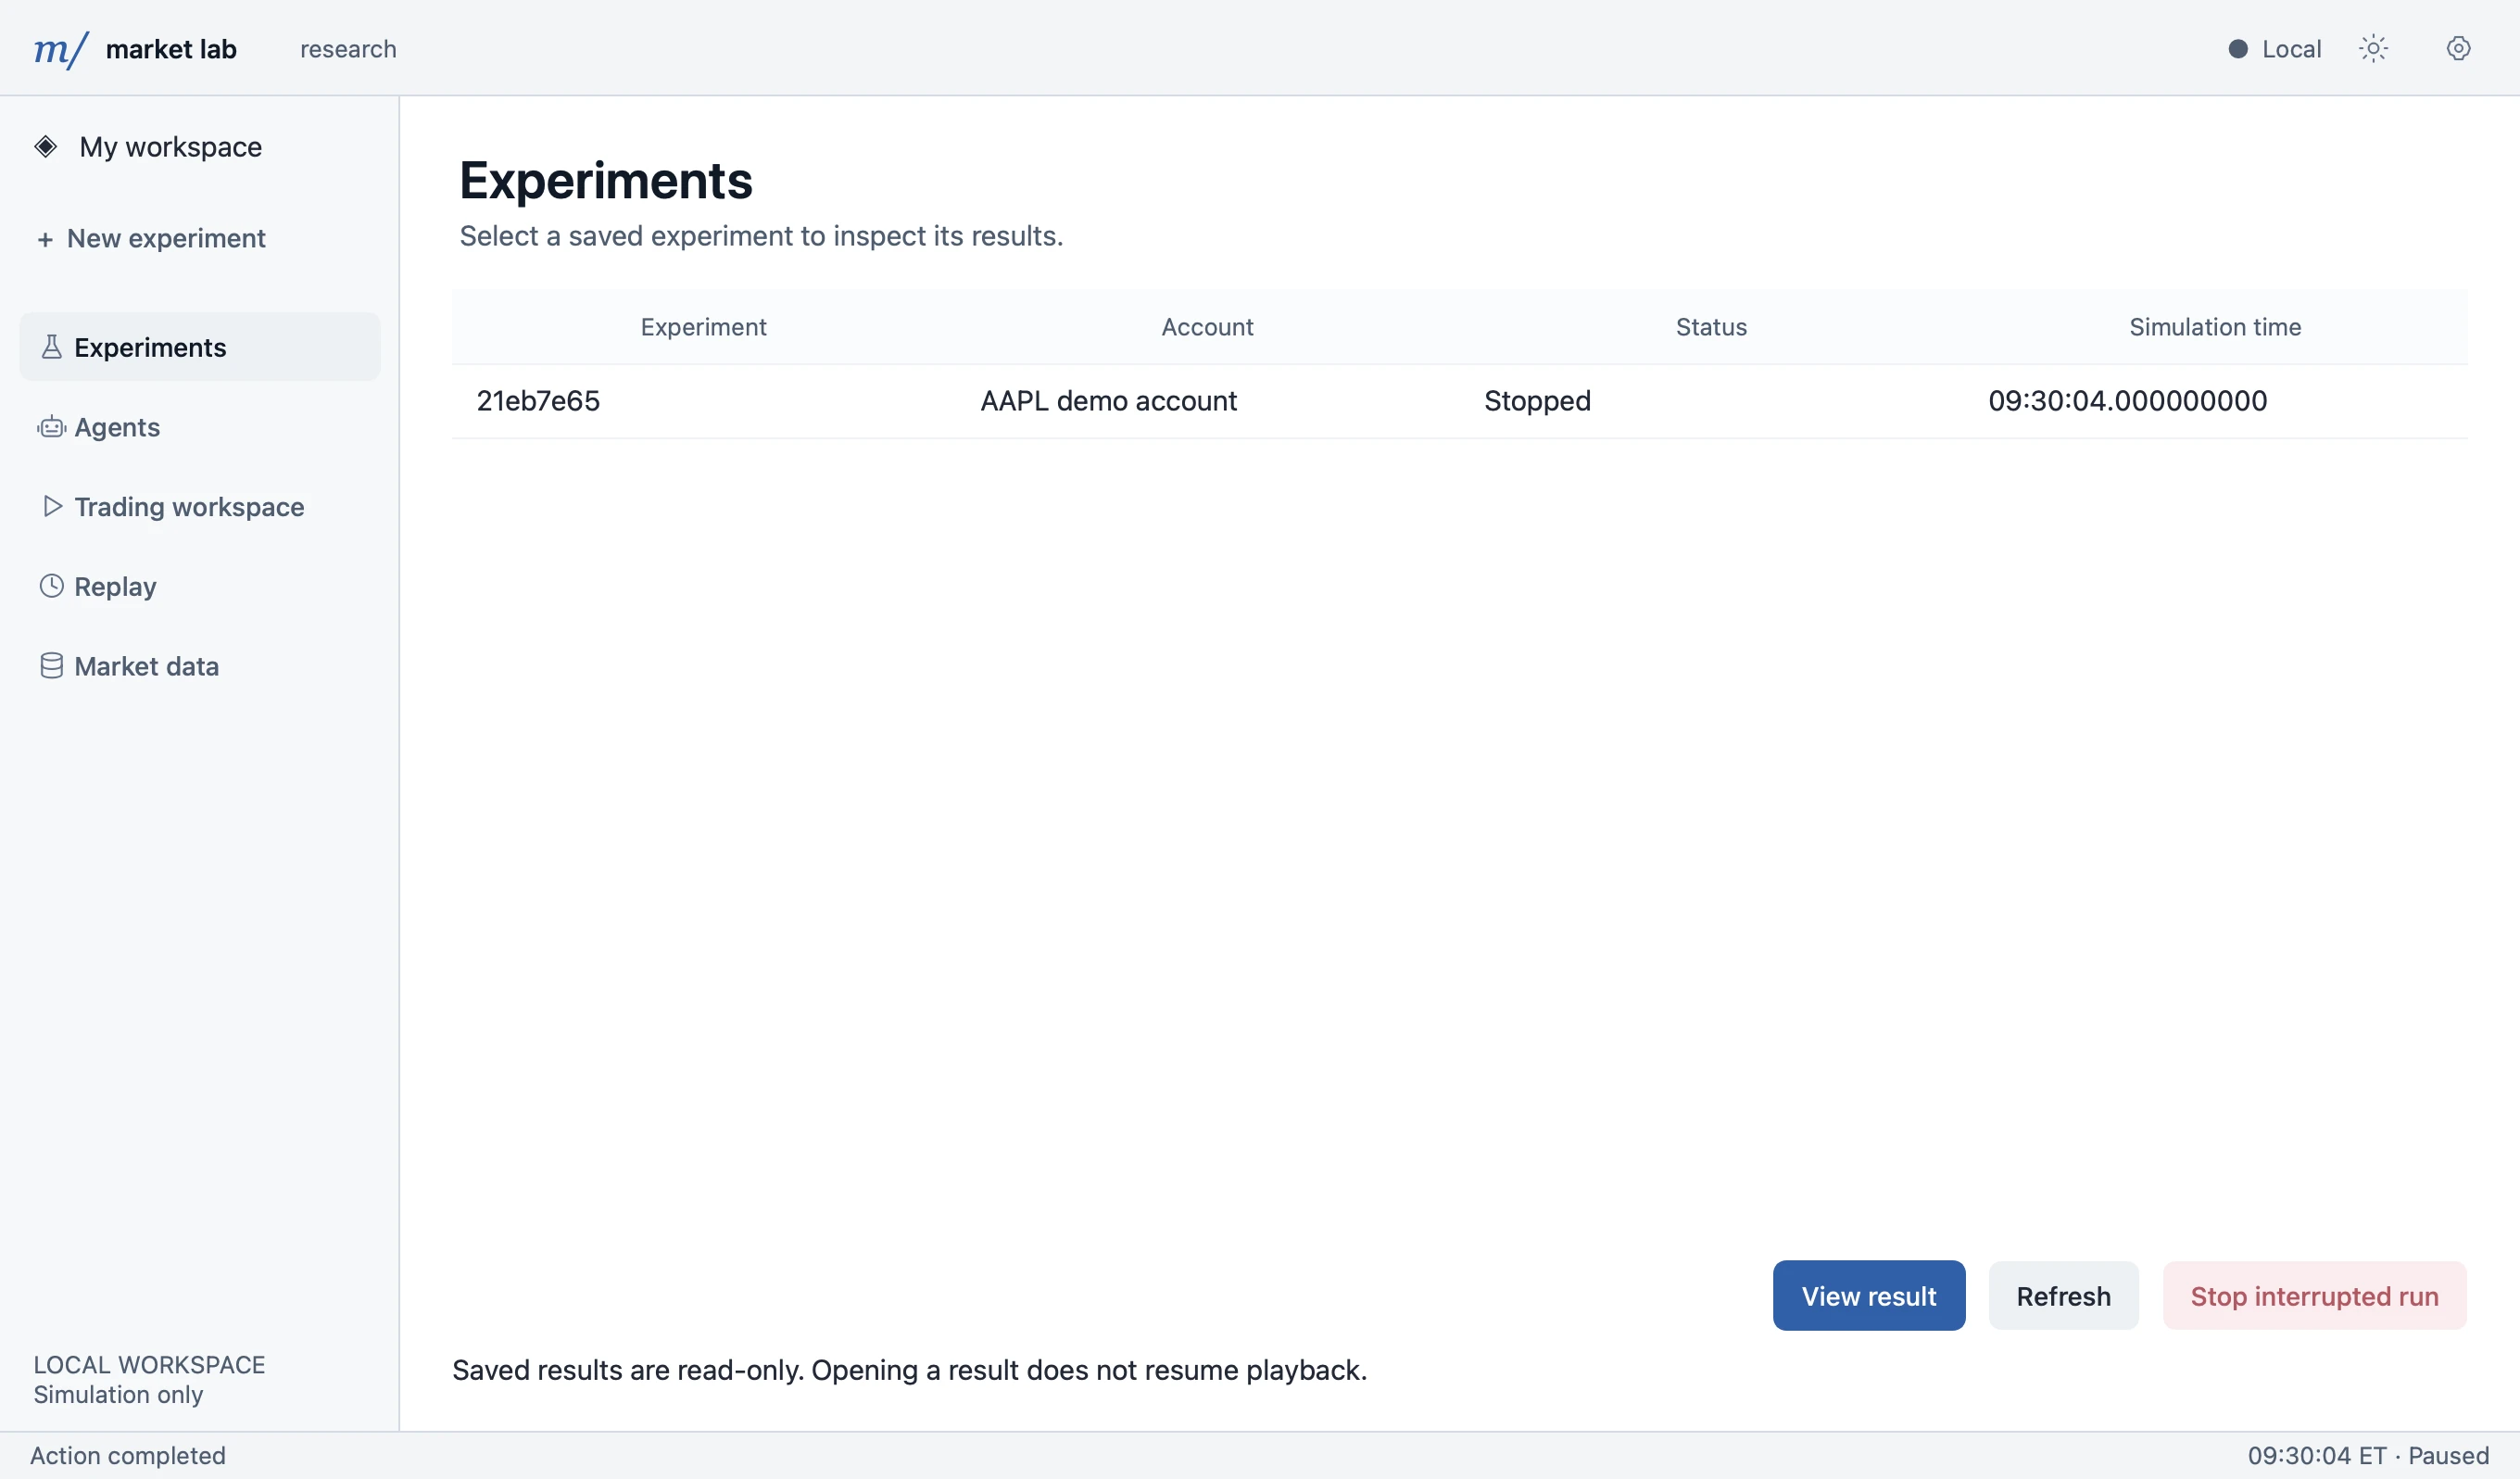 m/ market lab research Local
My workspace
+ New experiment
Experiments
Agents
Trading workspace
Replay
Market data
LOCAL WORKSPACE
Simulation only
Experiments
Select a saved experiment to inspect its results.
Experiment Account Status Simulation time
21eb7e65 AAPL demo account Stopped 09:30:04.000000000
View result Refresh Stop interrupted run
Saved results are read-only. Opening a result does not resume playback.
Action completed 09:30:04 ET · Paused